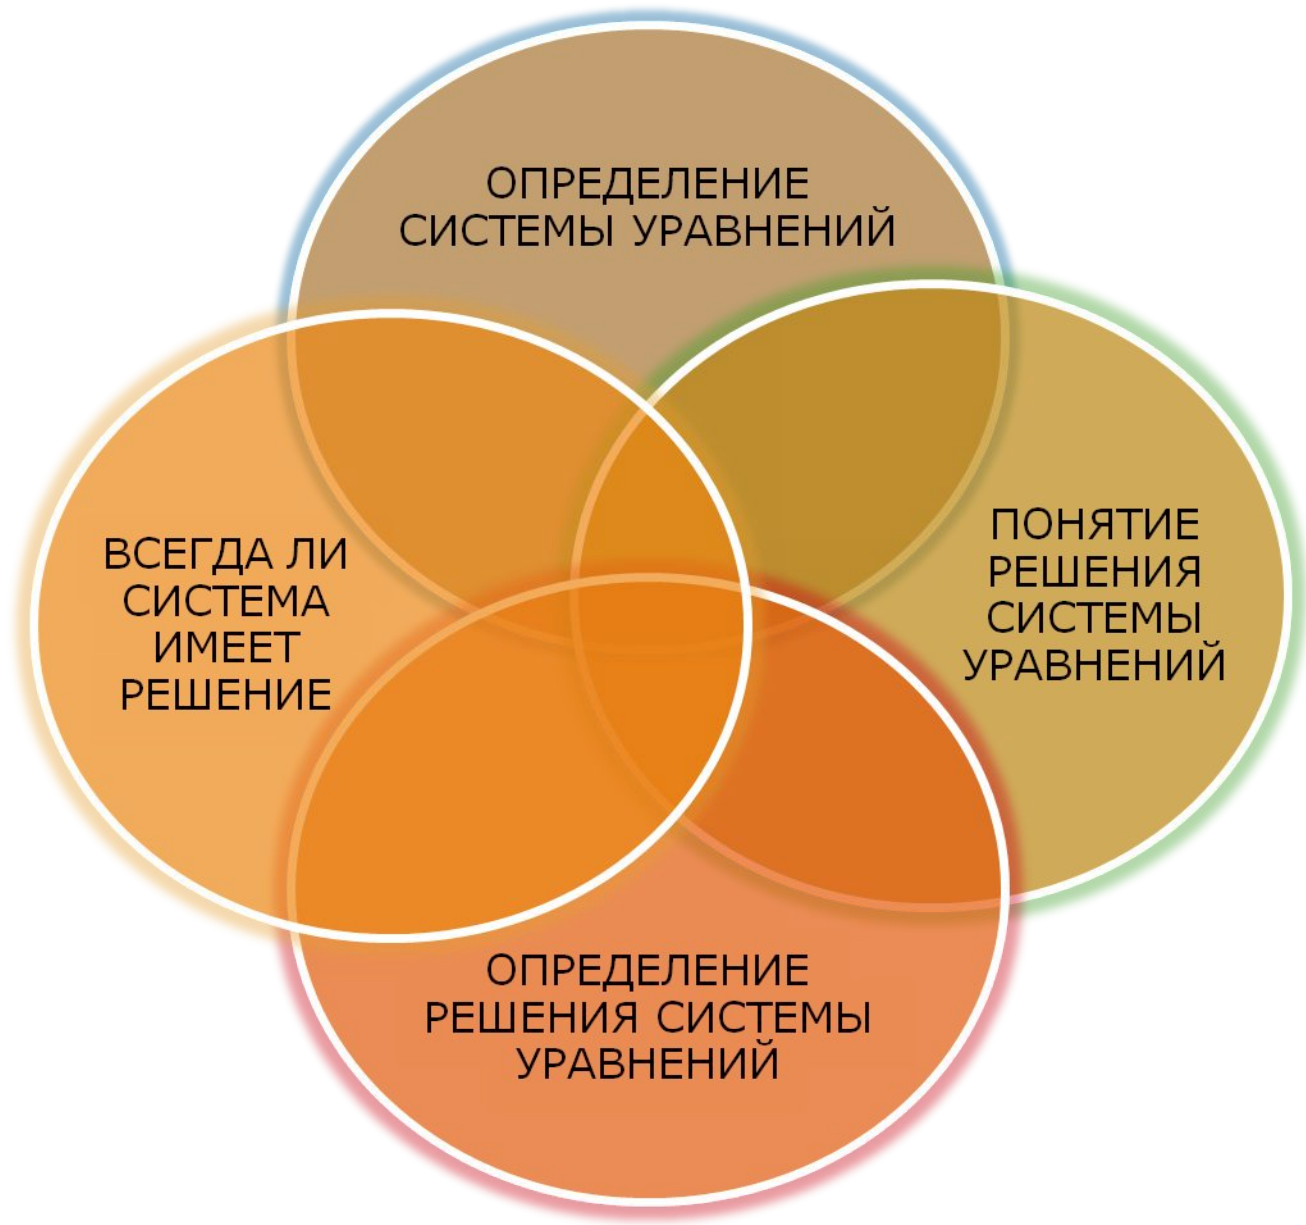 ОПРЕДЕЛЕНИЕ
СИСТЕМЫ УРАВНЕНИЙ
ВСЕГДА ЛИ
СИСТЕМА
ИМЕЕТ
РЕШЕНИЕ
ПОНЯТИЕ
РЕШЕНИЯ
СИСТЕМЫ
УРАВНЕНИЙ
ОПРЕДЕЛЕНИЕ
РЕШЕНИЯ СИСТЕМЫ
УРАВНЕНИЙ